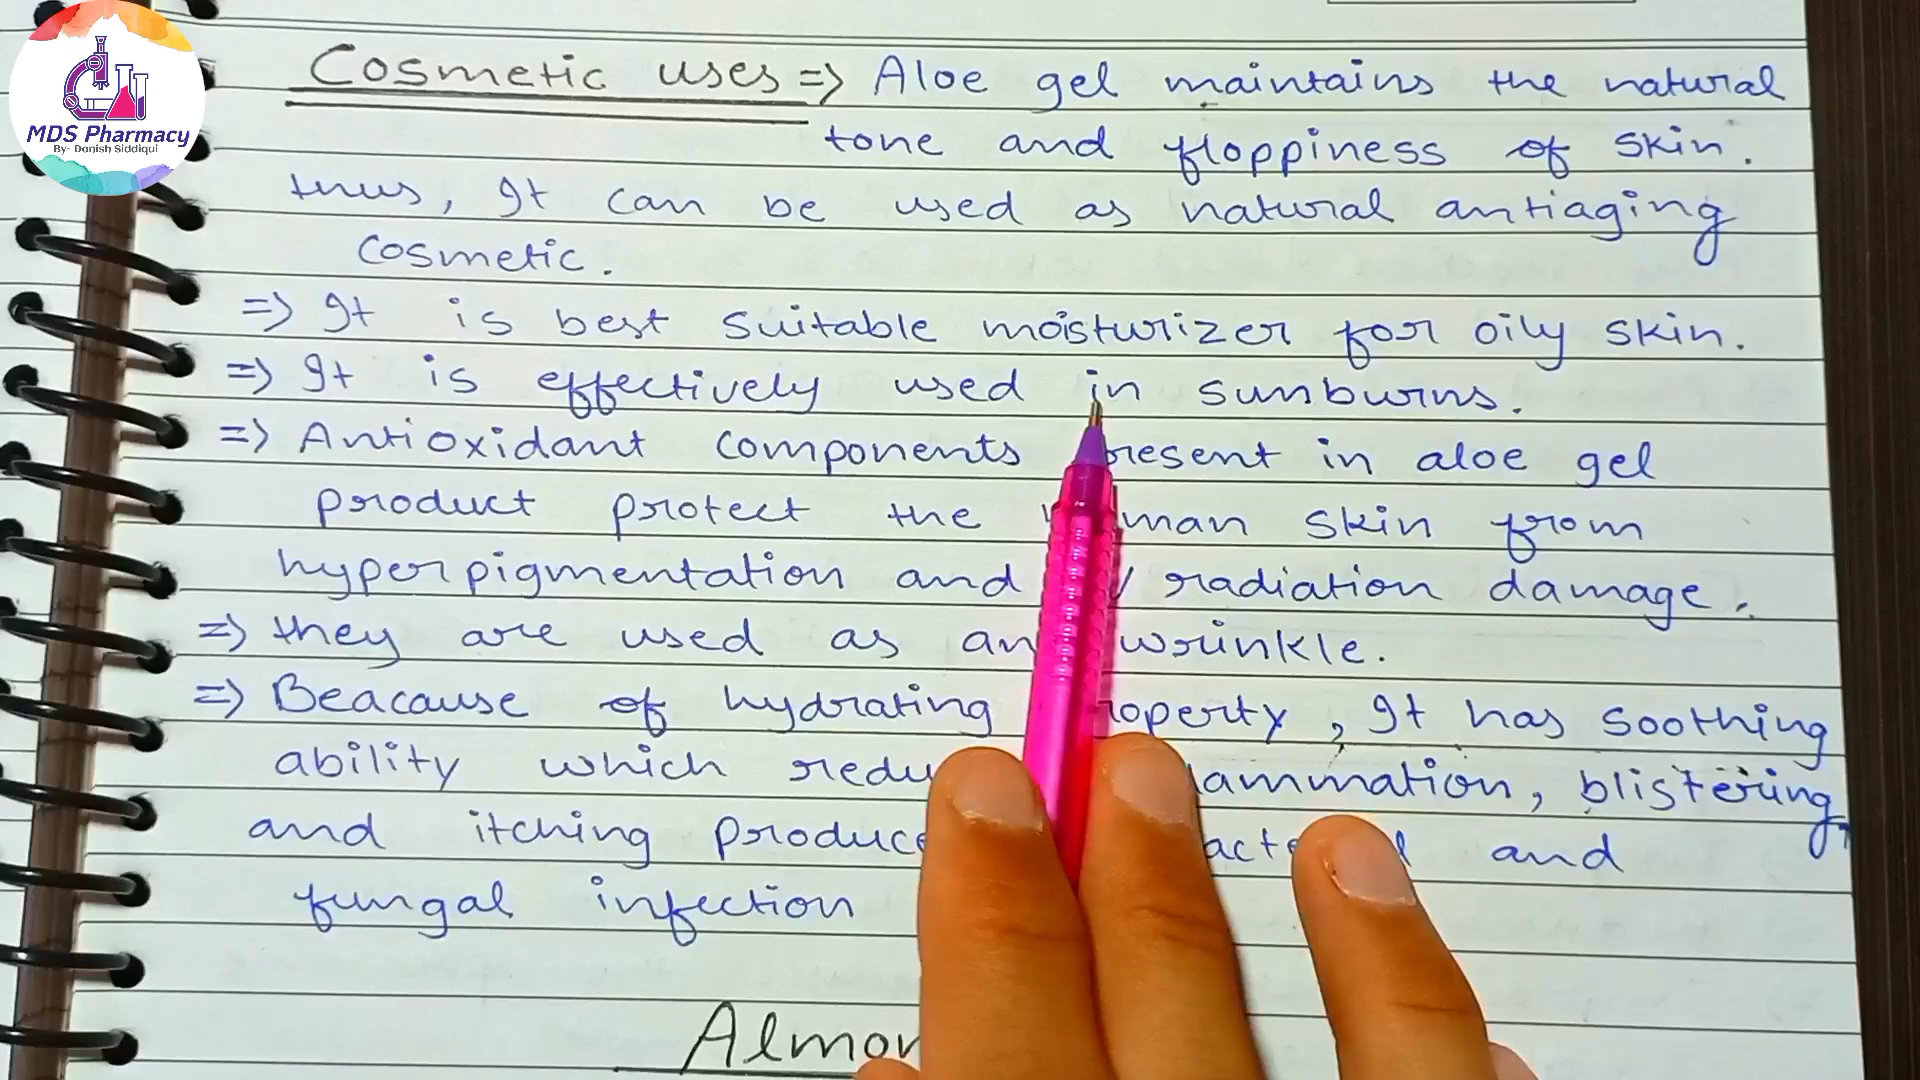 MDS Pharmacy
By- Danish Siddiqui
Cosmetic uses => Aloe gel maintains the natural
tone and floppiness of skin.
thus, It can be used as natural antiaging
cosmetic.
=> It is best suitable moisturizer for oily skin.
=> It is effectively used in sunburns.
=> Antioxidant components present in aloe gel
product protect the human skin from
hyperpigmentation and radiation damage.
=> they are used as wrinkle.
=> Beacause of hydrating property, It has soothing
ability which blistering,
and itching and
fungal infection